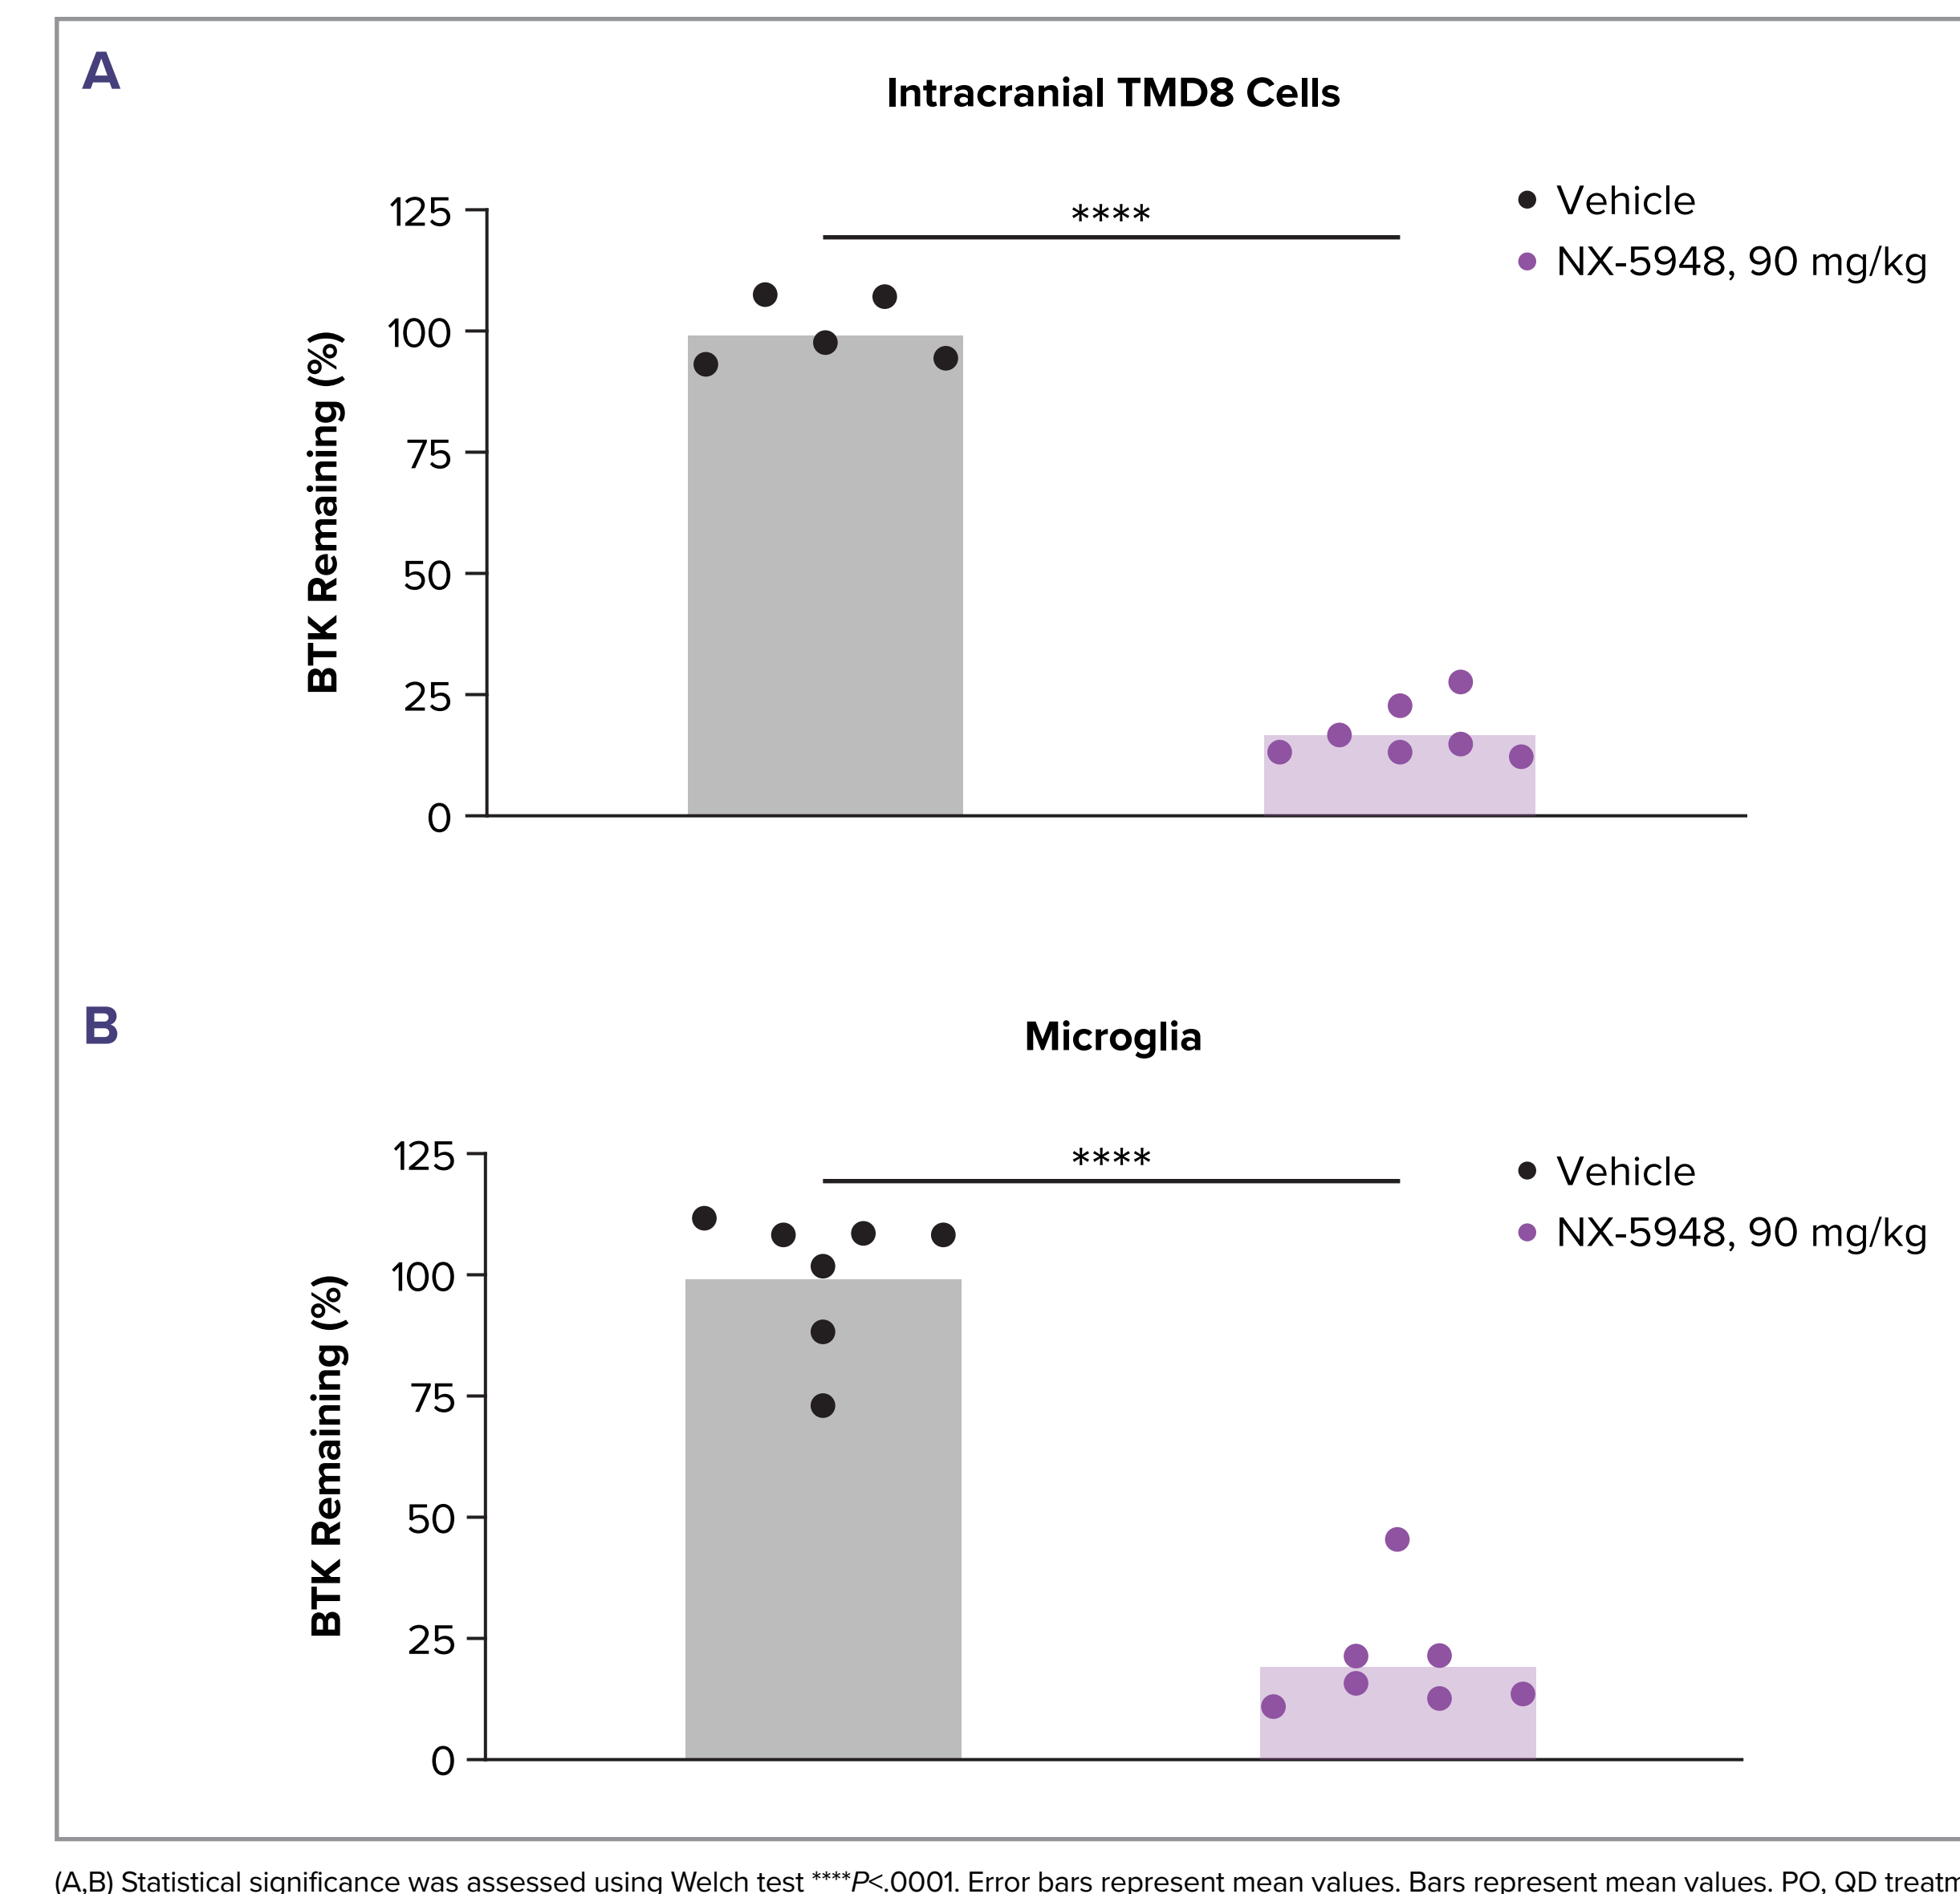 A
Intracranial TMD8 Cells
BTK Remaining (%)
125
100
75
50
25
0
****
Vehicle
NX-5948, 90 mg/kg
B
Microglia
BTK Remaining (%)
125
100
75
50
25
0
****
Vehicle
NX-5948, 90 mg/kg
(A,B) Statistical significance was assessed using Welch test ****P<.0001. Error bars represent mean values. Bars represent mean values. PO, QD